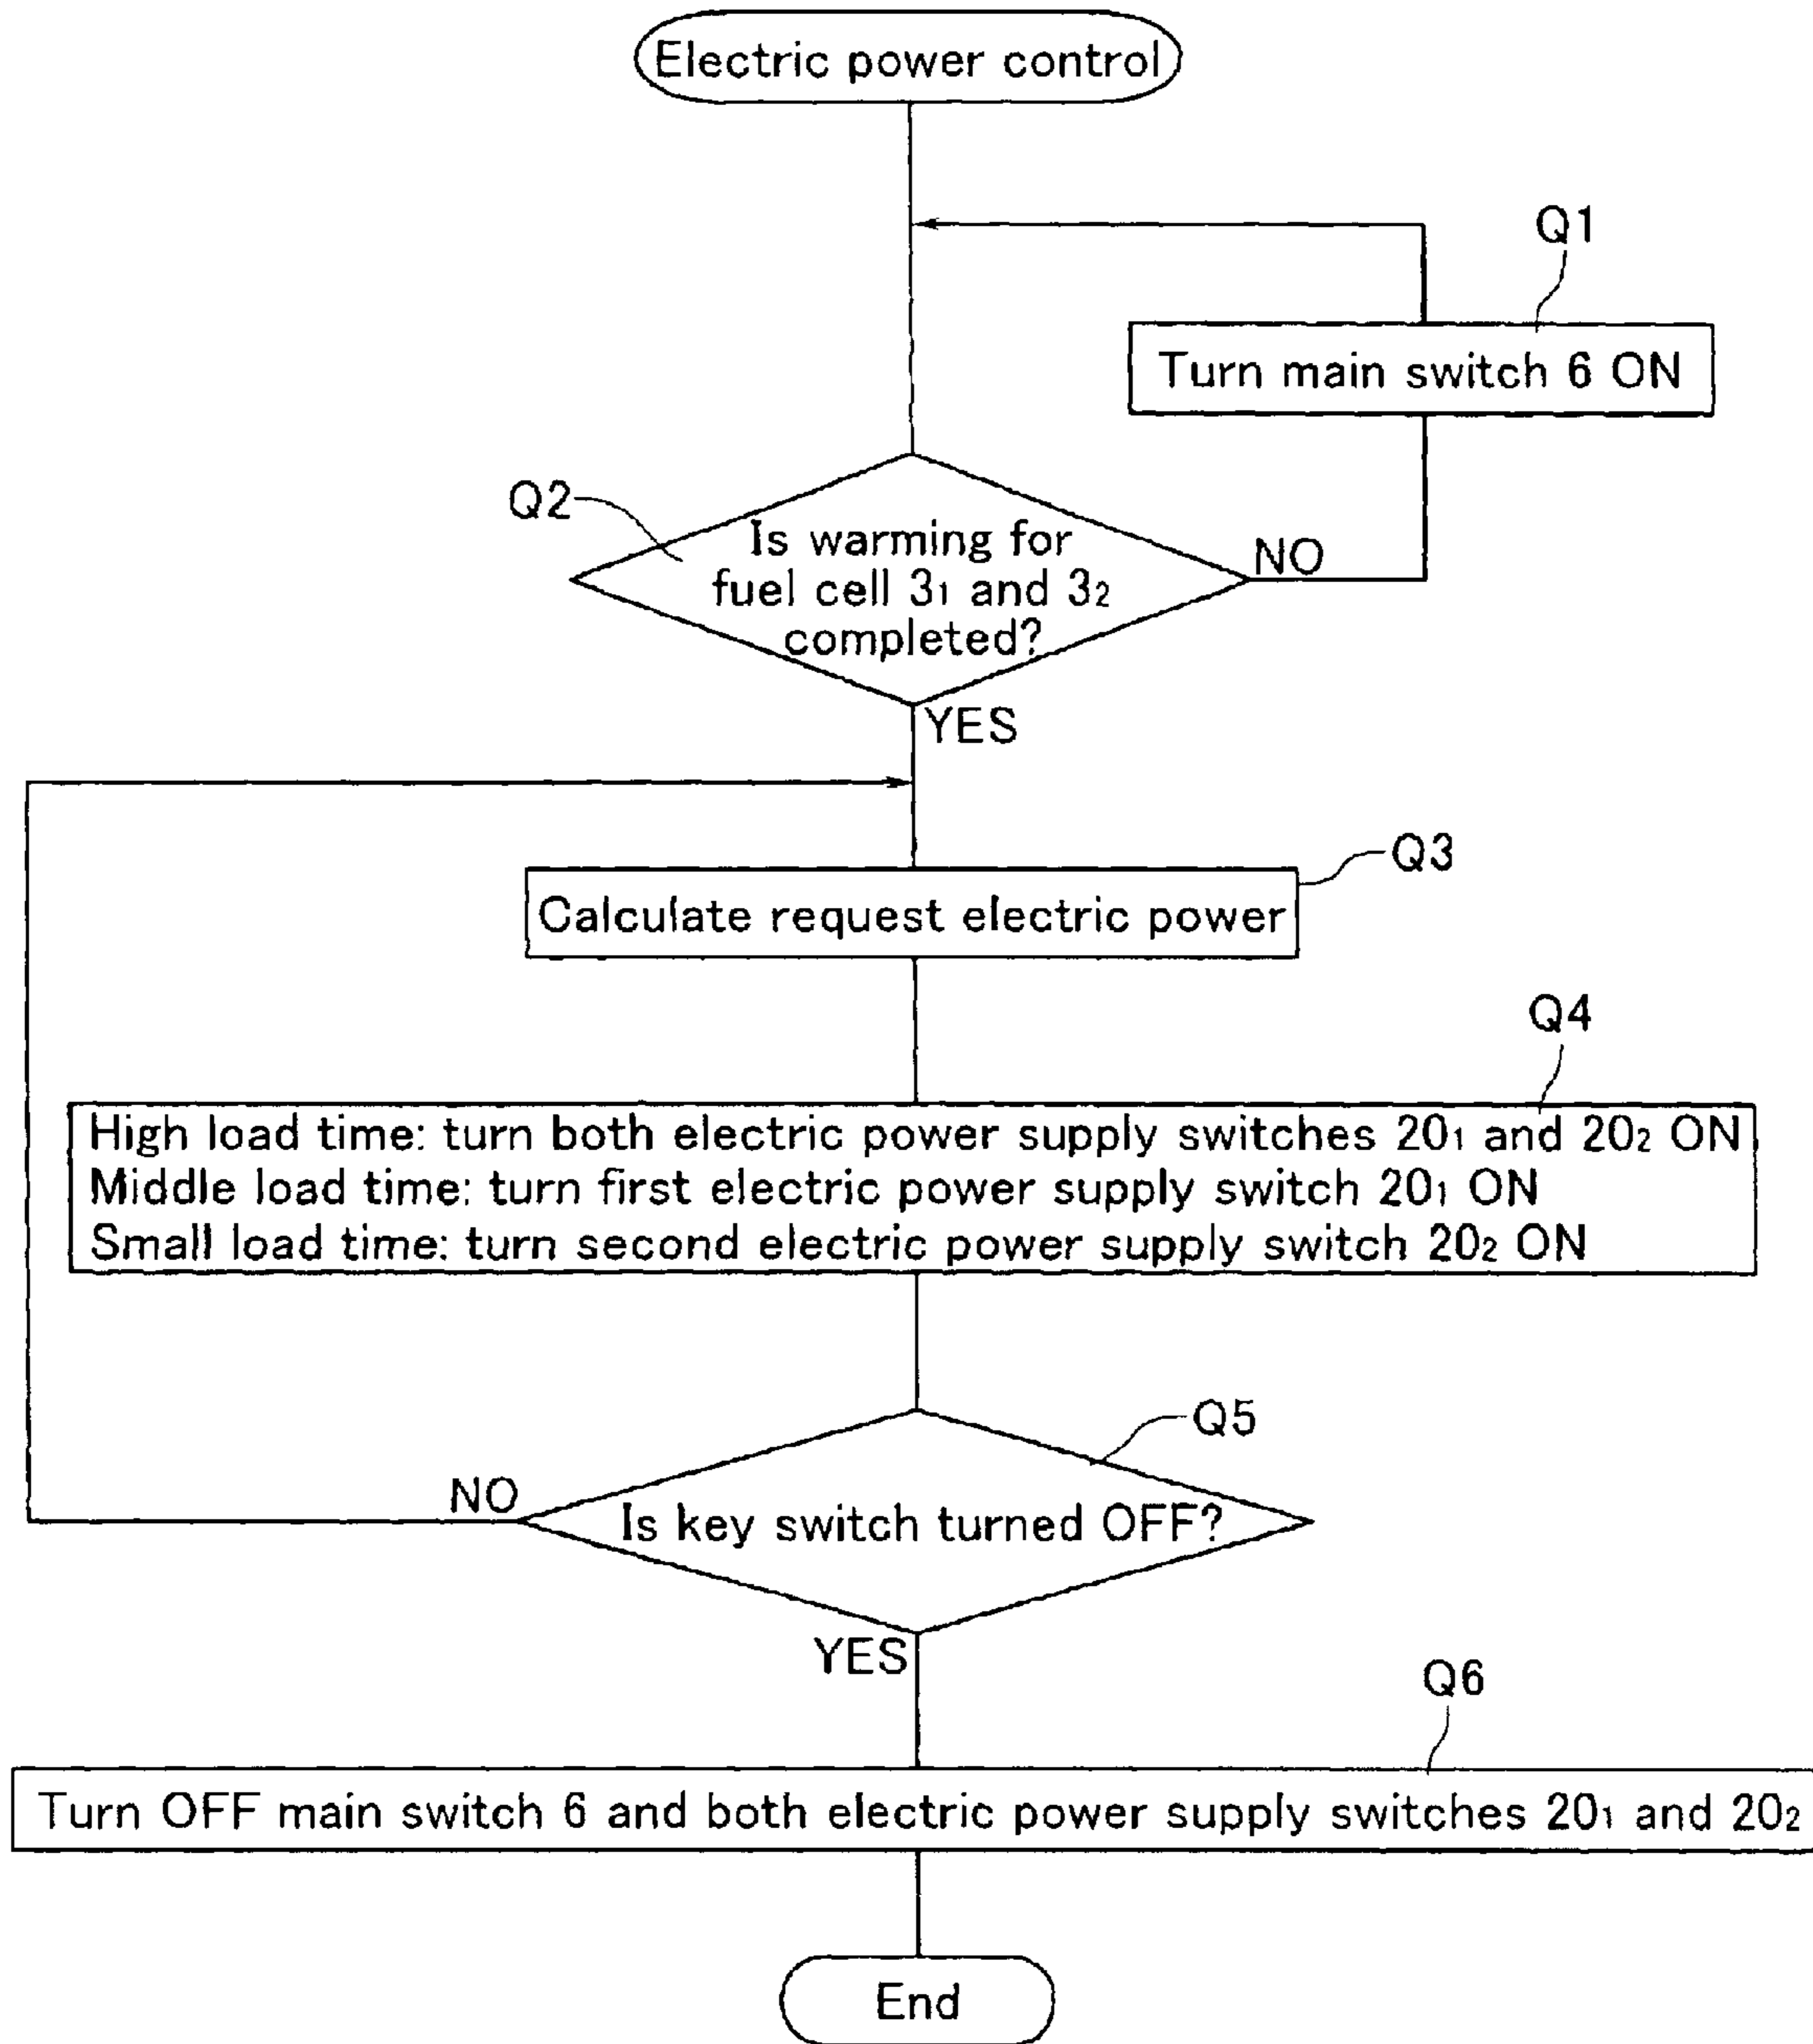 Electric power control
Q1
Turn main switch 6 ON
Q2
Is warming for
fuel cell 3₁ and 3₂
completed?
NO
YES
Q3
Calculate request electric power
Q4
High load time: turn both electric power supply switches 20₁ and 20₂ ON
Middle load time: turn first electric power supply switch 20₁ ON
Small load time: turn second electric power supply switch 20₂ ON
Q5
NO
Is key switch turned OFF?
YES
Q6
Turn OFF main switch 6 and both electric power supply switches 20₁ and 20₂
End